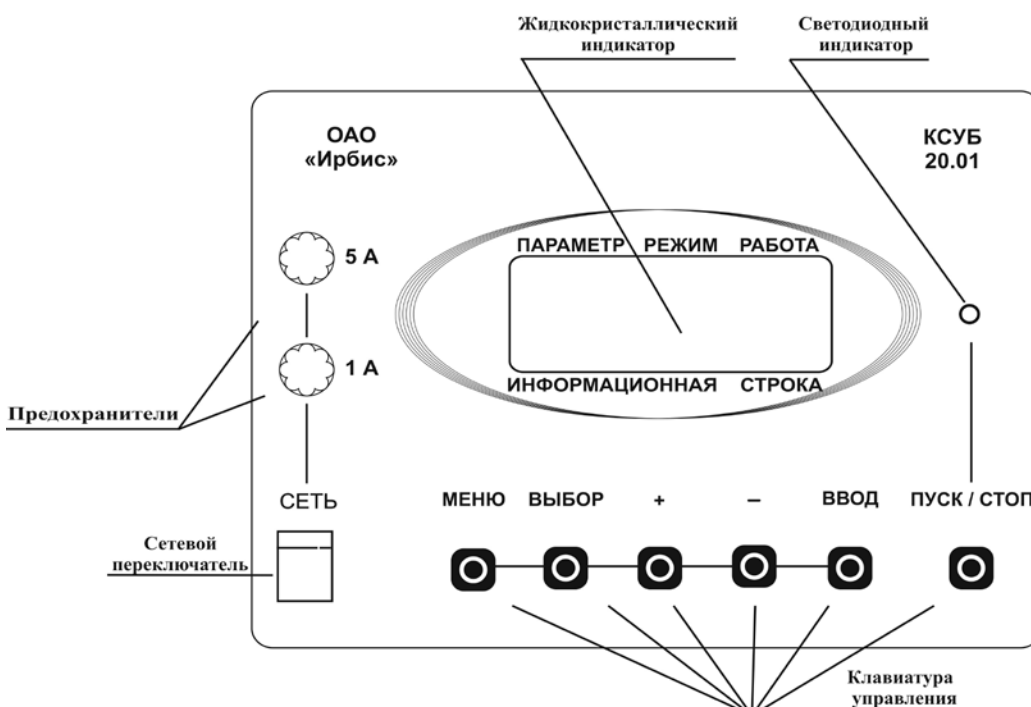 Жидкокристаллический
индикатор
Светодиодный
индикатор
ОАО
«Ирбис»
КСУБ
20.01
ПАРАМЕТР РЕЖИМ РАБОТА
5 А
1 А
ИНФОРМАЦИОННАЯ СТРОКА
Предохранители
СЕТЬ
МЕНЮ ВЫБОР + – ВВОД ПУСК / СТОП
Сетевой
переключатель
Клавиатура
управления